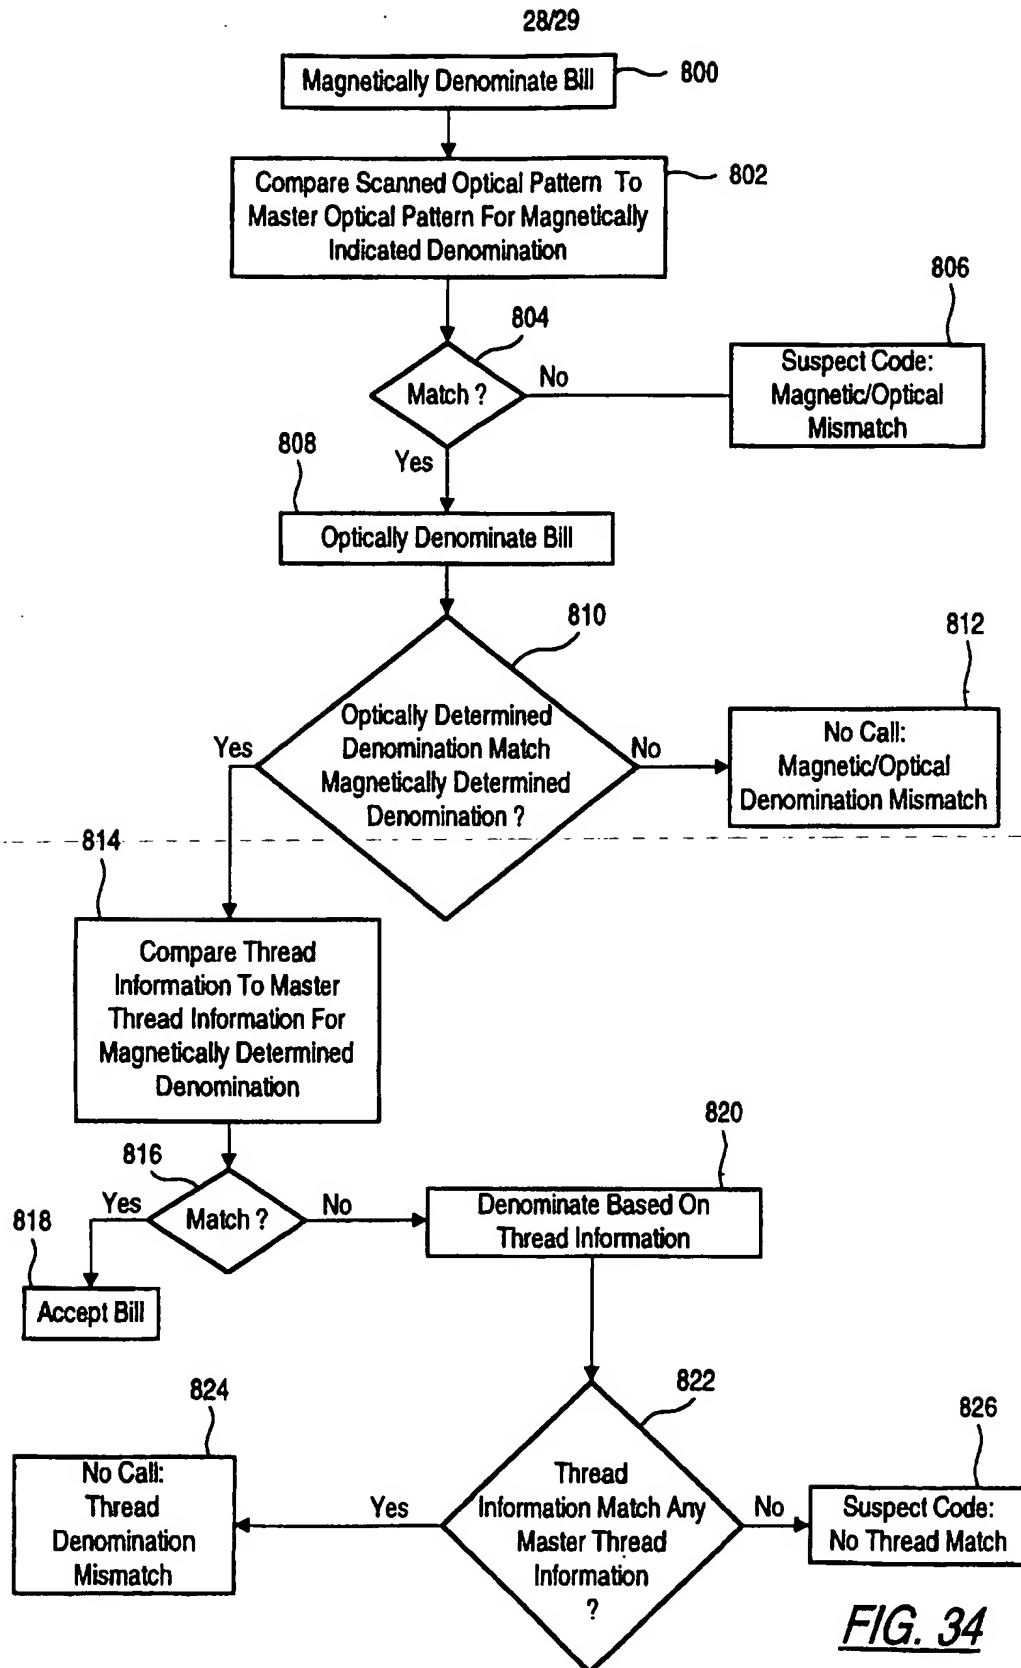 28/29
Magnetically Denominate Bill
800
Compare Scanned Optical Pattern To
Master Optical Pattern For Magnetically
Indicated Denomination
802
804
Match ?
No
Yes
806
Suspect Code:
Magnetic/Optical
Mismatch
808
Optically Denominate Bill
810
Optically Determined
Denomination Match
Magnetically Determined
Denomination ?
Yes
No
812
No Call:
Magnetic/Optical
Denomination Mismatch
814
Compare Thread
Information To Master
Thread Information For
Magnetically Determined
Denomination
816
Match ?
Yes
No
818
Accept Bill
820
Denominate Based On
Thread Information
822
Thread
Information Match Any
Master Thread
Information
?
Yes
No
824
No Call:
Thread
Denomination
Mismatch
826
Suspect Code:
No Thread Match
FIG. 34